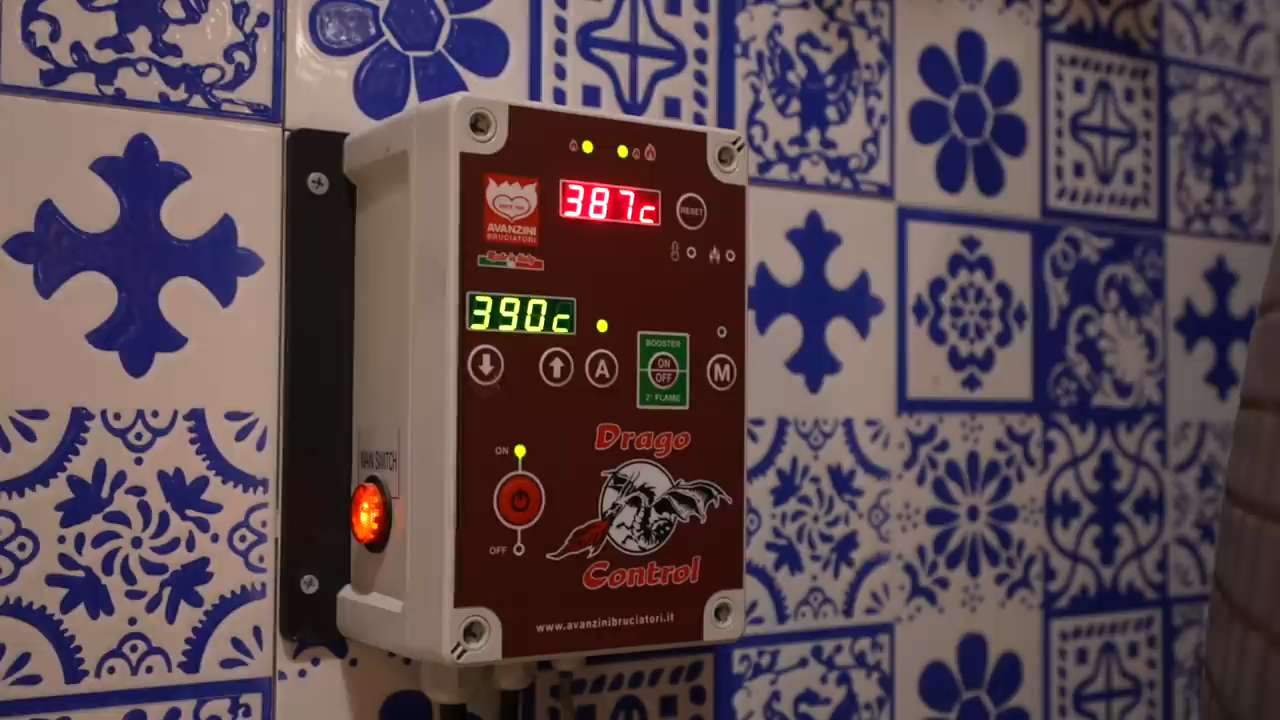 387c
RESET
AVANZINI
BRUCIATORI
Made in Italy
390c
BOOSTER
ON
OFF
2° FLAME
A
M
MAIN SWITCH
ON
OFF
Drago
Control
www.avanzinibruciatori.it